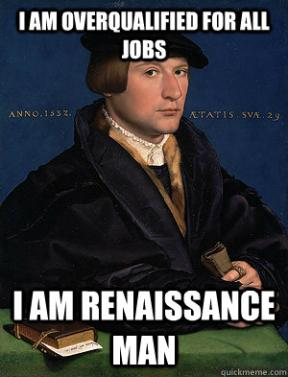 I AM OVERQUALIFIED FOR ALL
JOBS
ANNO. 1532. ÆTATIS SVÆ. 29
I AM RENAISSANCE
MAN
quickmeme.com